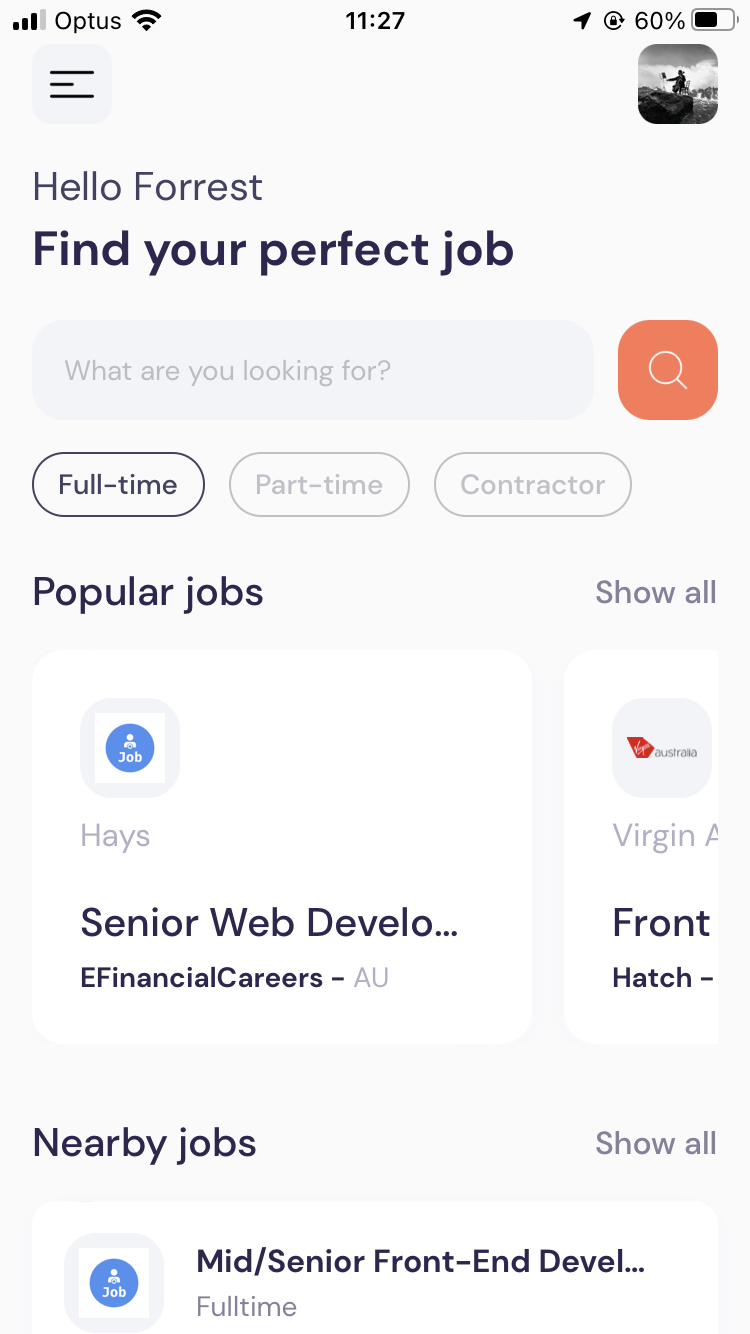 Optus 11:27 60%
Hello Forrest
Find your perfect job
What are you looking for?
Full-time Part-time Contractor
Popular jobs Show all
Job
Virgin australia
Hays Virgin A
Senior Web Develo... Front
EFinancialCareers - AU Hatch -
Nearby jobs Show all
Mid/Senior Front-End Devel...
Job
Fulltime